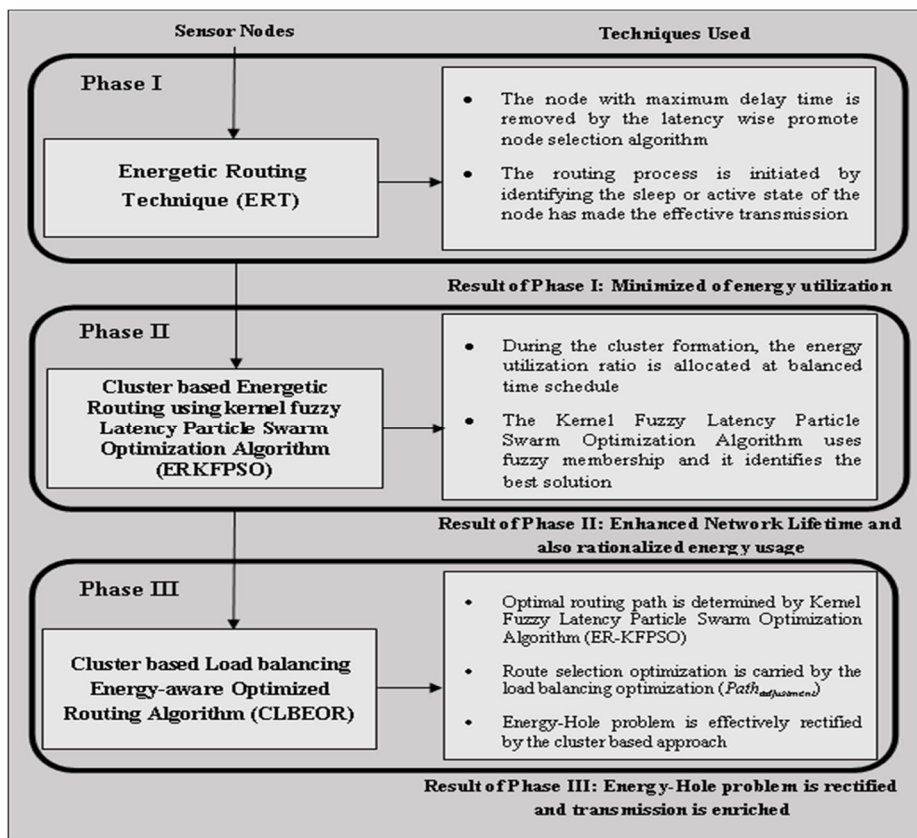 Sensor Nodes
Techniques Used
Phase I
Energetic Routing
Technique (ERT)
• The node with maximum delay time is
removed by the latency wise promote
node selection algorithm
• The routing process is initiated by
identifying the sleep or active state of the
node has made the effective transmission
Result of Phase I: Minimized of energy utilization
Phase II
Cluster based Energetic
Routing using kernel fuzzy
Latency Particle Swarm
Optimization Algorithm
(ERKFPSO)
• During the cluster formation, the energy
utilization ratio is allocated at balanced
time schedule
• The Kernel Fuzzy Latency Particle
Swarm Optimization Algorithm uses
fuzzy membership and it identifies the
best solution
Result of Phase II: Enhanced Network Lifetime and
also rationalized energy usage
Phase III
Cluster based Load balancing
Energy-aware Optimized
Routing Algorithm (CLBEOR)
• Optimal routing path is determined by Kernel
Fuzzy Latency Particle Swarm Optimization
Algorithm (ER-KFPSO)
• Route selection optimization is carried by the
load balancing optimization (Path adjustment)
• Energy-Hole problem is effectively rectified
by the cluster based approach
Result of Phase III: Energy-Hole problem is rectified
and transmission is enriched